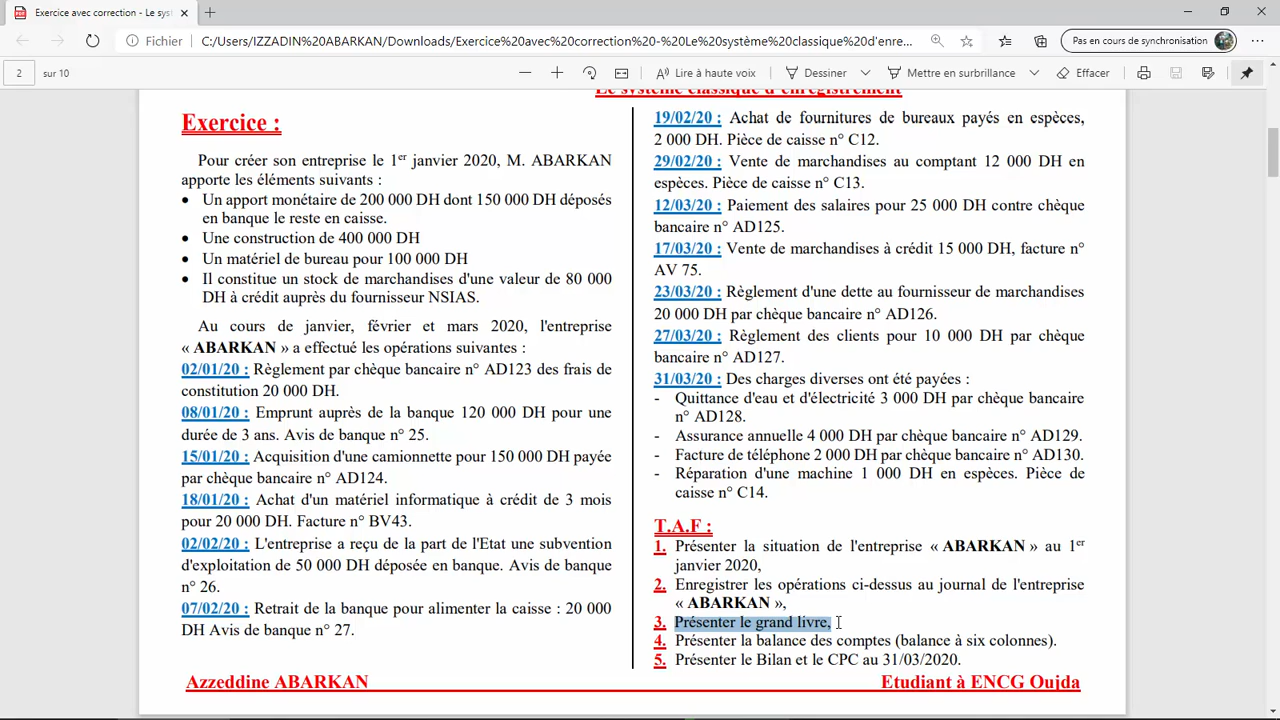 Exercice avec correction - Le sys
Fichier
C:/Users/IZZADIN%20ABARKAN/Downloads/Exercice%20avec%20correction%20-%20Le%20système%20classique%20d'enre...
Pas en cours de synchronisation
2 sur 10
Lire à haute voix
Dessiner
Mettre en surbrillance
Effacer
Le système classique d'enregistrement
Exercice :
Pour créer son entreprise le 1er janvier 2020, M. ABARKAN
apporte les éléments suivants :
• Un apport monétaire de 200 000 DH dont 150 000 DH déposés
en banque le reste en caisse.
• Une construction de 400 000 DH
• Un matériel de bureau pour 100 000 DH
• Il constitue un stock de marchandises d'une valeur de 80 000
DH à crédit auprès du fournisseur NSIAS.
Au cours de janvier, février et mars 2020, l'entreprise
« ABARKAN » a effectué les opérations suivantes :
02/01/20 : Règlement par chèque bancaire n° AD123 des frais de
constitution 20 000 DH.
08/01/20 : Emprunt auprès de la banque 120 000 DH pour une
durée de 3 ans. Avis de banque n° 25.
15/01/20 : Acquisition d'une camionnette pour 150 000 DH payée
par chèque bancaire n° AD124.
18/01/20 : Achat d'un matériel informatique à crédit de 3 mois
pour 20 000 DH. Facture n° BV43.
02/02/20 : L'entreprise a reçu de la part de l'Etat une subvention
d'exploitation de 50 000 DH déposée en banque. Avis de banque
n° 26.
07/02/20 : Retrait de la banque pour alimenter la caisse : 20 000
DH Avis de banque n° 27.
19/02/20 : Achat de fournitures de bureaux payés en espèces,
2 000 DH. Pièce de caisse n° C12.
29/02/20 : Vente de marchandises au comptant 12 000 DH en
espèces. Pièce de caisse n° C13.
12/03/20 : Paiement des salaires pour 25 000 DH contre chèque
bancaire n° AD125.
17/03/20 : Vente de marchandises à crédit 15 000 DH, facture n°
AV 75.
23/03/20 : Règlement d'une dette au fournisseur de marchandises
20 000 DH par chèque bancaire n° AD126.
27/03/20 : Règlement des clients pour 10 000 DH par chèque
bancaire n° AD127.
31/03/20 : Des charges diverses ont été payées :
- Quittance d'eau et d'électricité 3 000 DH par chèque bancaire
n° AD128.
- Assurance annuelle 4 000 DH par chèque bancaire n° AD129.
- Facture de téléphone 2 000 DH par chèque bancaire n° AD130.
- Réparation d'une machine 1 000 DH en espèces. Pièce de
caisse n° C14.
T.A.F :
1. Présenter la situation de l'entreprise « ABARKAN » au 1er
janvier 2020,
2. Enregistrer les opérations ci-dessus au journal de l'entreprise
« ABARKAN »,
3. Présenter le grand livre,
4. Présenter la balance des comptes (balance à six colonnes).
5. Présenter le Bilan et le CPC au 31/03/2020.
Azzeddine ABARKAN
Etudiant à ENCG Oujda